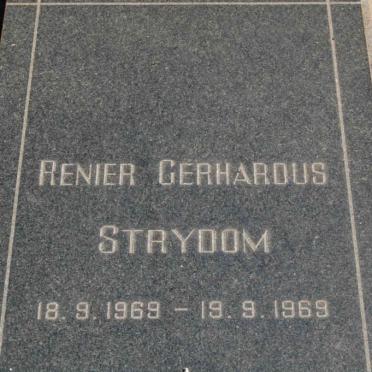 RENIER GERHARDUS
STRYDOM
18. 9. 1969 – 19. 9. 1969